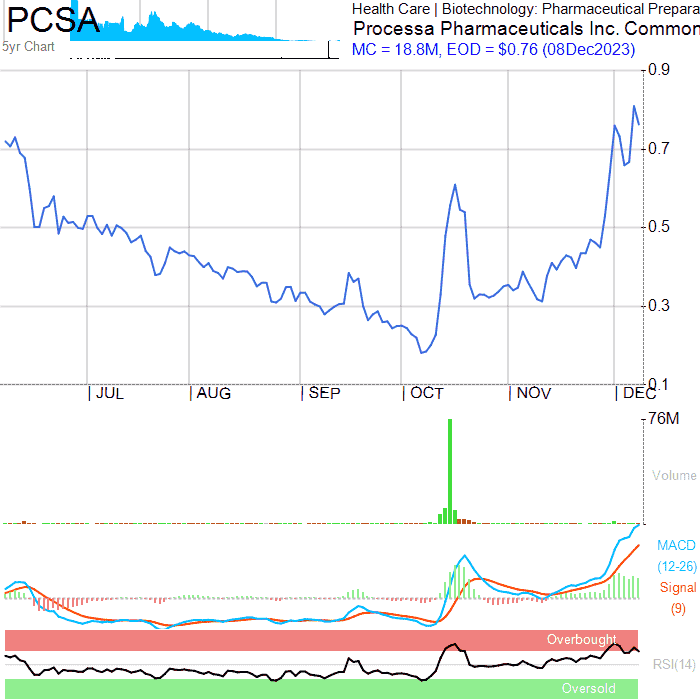 PCSA
5yr Chart
Health Care | Biotechnology: Pharmaceutical Prepara
Processa Pharmaceuticals Inc. Common
MC = 18.8M, EOD = $0.76 (08Dec2023)
0.9
0.7
0.5
0.3
0.1
JUL AUG SEP OCT NOV DEC
76M
Volume
MACD
(12-26)
Signal
(9)
Overbought
RSI(14)
Oversold